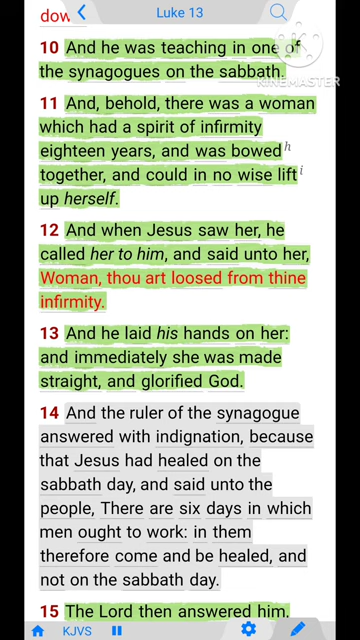 dow
Luke 13
10 And he was teaching in one of
the synagogues on the sabbath.
KINEMASTER
11 And, behold, there was a woman
which had a spirit of infirmity
eighteen years, and was bowed h
together, and could in no wise lift i
up herself.
12 And when Jesus saw her, he
called her to him, and said unto her,
Woman, thou art loosed from thine
infirmity.
13 And he laid his hands on her:
and immediately she was made
straight, and glorified God.
14 And the ruler of the synagogue
answered with indignation, because
that Jesus had healed on the
sabbath day, and said unto the
people, There are six days in which
men ought to work: in them
therefore come and be healed, and
not on the sabbath day.
15 The Lord then answered him,
KJVS